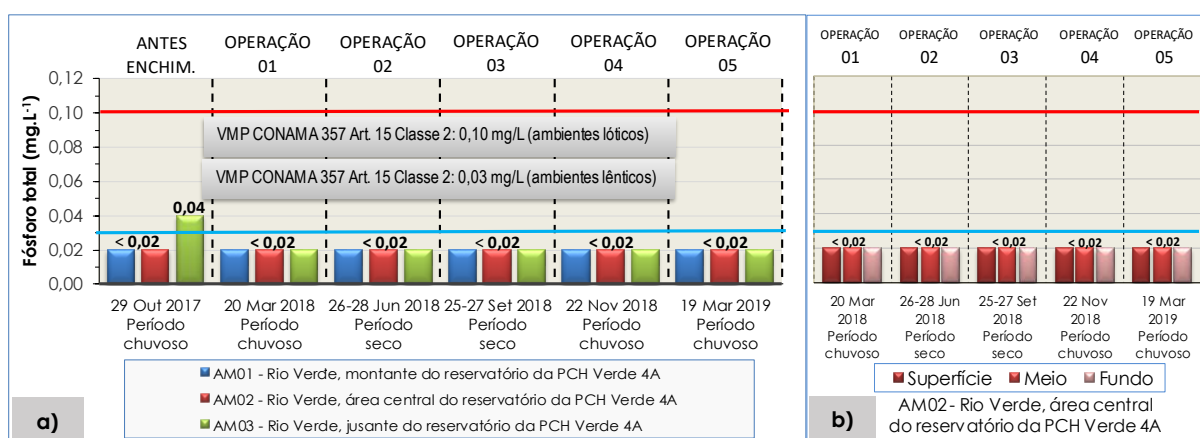 ANTES
ENCHIM.
OPERAÇÃO
01
OPERAÇÃO
02
OPERAÇÃO
03
OPERAÇÃO
04
OPERAÇÃO
05
Fósforo total (mg.L-1)
0,12
0,10
0,08
0,06
0,04
0,02
0,00
VMP CONAMA 357 Art. 15 Classe 2: 0,10 mg/L (ambientes lóticos)
VMP CONAMA 357 Art. 15 Classe 2: 0,03 mg/L (ambientes lênticos)
0,04
< 0,02
< 0,02
< 0,02
< 0,02
< 0,02
< 0,02
29 Out 2017
Período
chuvoso
20 Mar 2018
Período
chuvoso
26-28 Jun 2018
Período
seco
25-27 Set 2018
Período
seco
22 Nov 2018
Período
chuvoso
19 Mar 2019
Período
chuvoso
AM01 - Rio Verde, montante do reservatório da PCH Verde 4A
AM02 - Rio Verde, área central do reservatório da PCH Verde 4A
AM03 - Rio Verde, jusante do reservatório da PCH Verde 4A
a)
OPERAÇÃO
01
OPERAÇÃO
02
OPERAÇÃO
03
OPERAÇÃO
04
OPERAÇÃO
05
< 0,02
< 0,02
< 0,02
< 0,02
< 0,02
20 Mar
2018
Período
chuvoso
26-28 Jun
2018
Período
seco
25-27 Set
2018
Período
seco
22 Nov
2018
Período
chuvoso
19 Mar
2019
Período
chuvoso
Superfície
Meio
Fundo
b)
AM02 - Rio Verde, área central
do reservatório da PCH Verde 4A